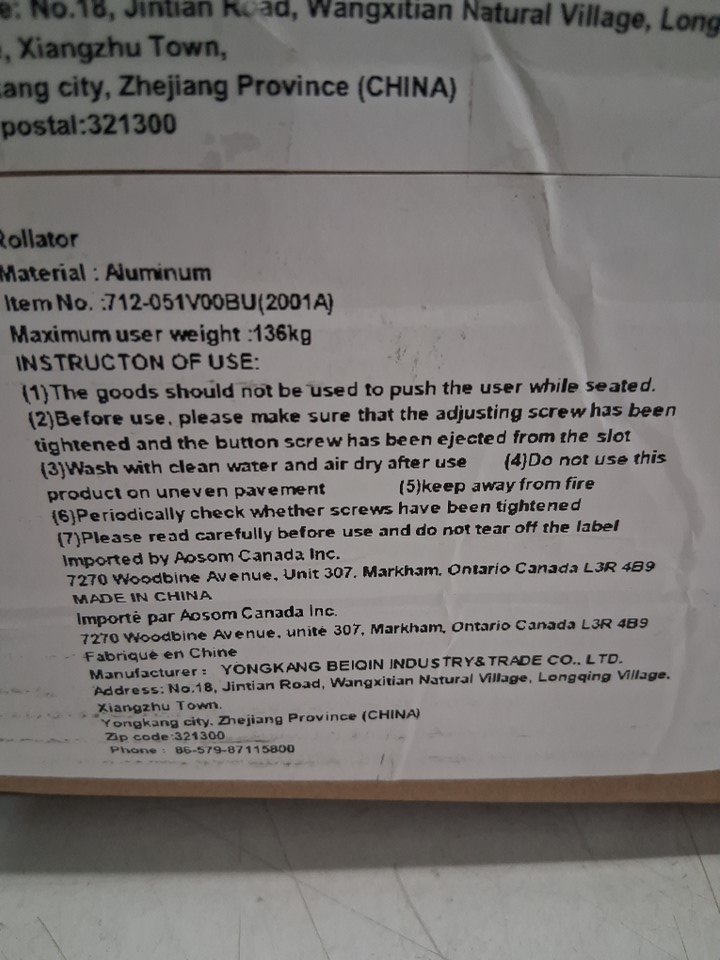 e: No.18, Jintian Road, Wangxitian Natural Village, Long
, Xiangzhu Town,
ang city, Zhejiang Province (CHINA)
postal:321300
Rollator
Material : Aluminum
Item No. :712-051V00BU(2001A)
Maximum user weight :136kg
INSTRUCTON OF USE:
(1)The goods should not be used to push the user while seated.
(2)Before use, please make sure that the adjusting screw has been
tightened and the button screw has been ejected from the slot
(3)Wash with clean water and air dry after use (4)Do not use this
product on uneven pavement (5)keep away from fire
(6)Periodically check whether screws have been tightened
(7)Please read carefully before use and do not tear off the label
Imported by Aosom Canada Inc.
7270 Woodbine Avenue, Unit 307, Markham, Ontario Canada L3R 4B9
MADE IN CHINA
Importé par Aosom Canada Inc.
7270 Woodbine Avenue, unité 307, Markham, Ontario Canada L3R 4B9
Fabriqué en Chine
Manufacturer : YONGKANG BEIQIN INDUSTRY&TRADE CO., LTD.
Address: No.18, Jintian Road, Wangxitian Natural Village, Longqing Village,
Xiangzhu Town,
Yongkang city, Zhejiang Province (CHINA)
Zip code:321300
Phone : 86-579-87115800